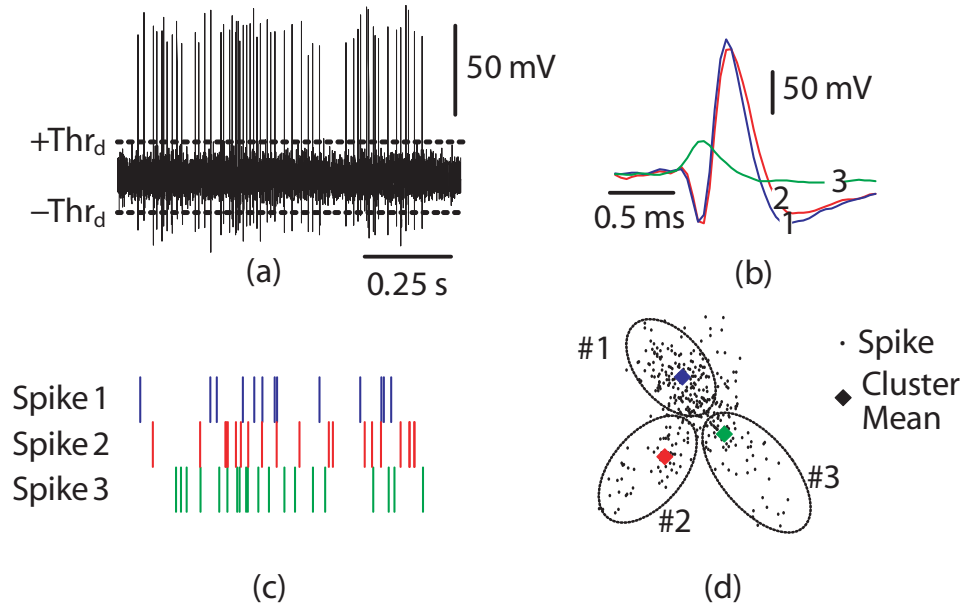 +Thr_d
−Thr_d
50 mV
0.25 s
(a)
50 mV
0.5 ms
1
2
3
(b)
Spike 1
Spike 2
Spike 3
(c)
#1
#2
#3
Spike
Cluster
Mean
(d)